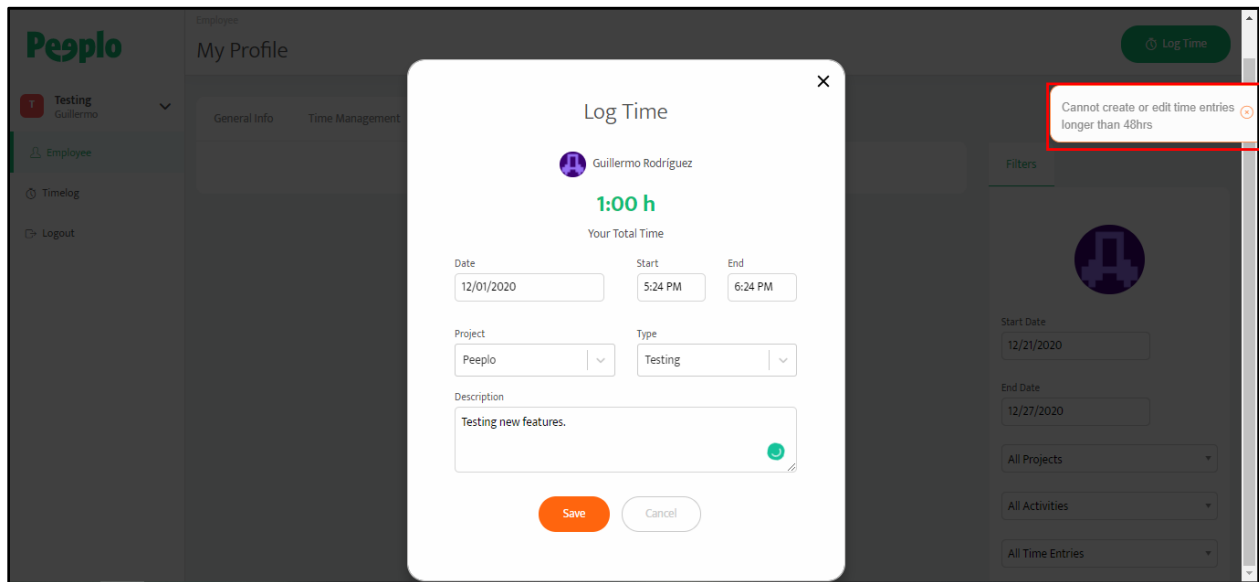 Peeplo
Employee
My Profile
Log Time
T
Testing
Guillermo
General Info
Time Management
Employee
Timelog
Logout
Log Time
Guillermo Rodríguez
1:00 h
Your Total Time
Date
Start
End
12/01/2020
5:24 PM
6:24 PM
Project
Type
Peeplo
Testing
Description
Testing new features.
Save
Cancel
Cannot create or edit time entries
longer than 48hrs
Filters
Start Date
12/21/2020
End Date
12/27/2020
All Projects
All Activities
All Time Entries